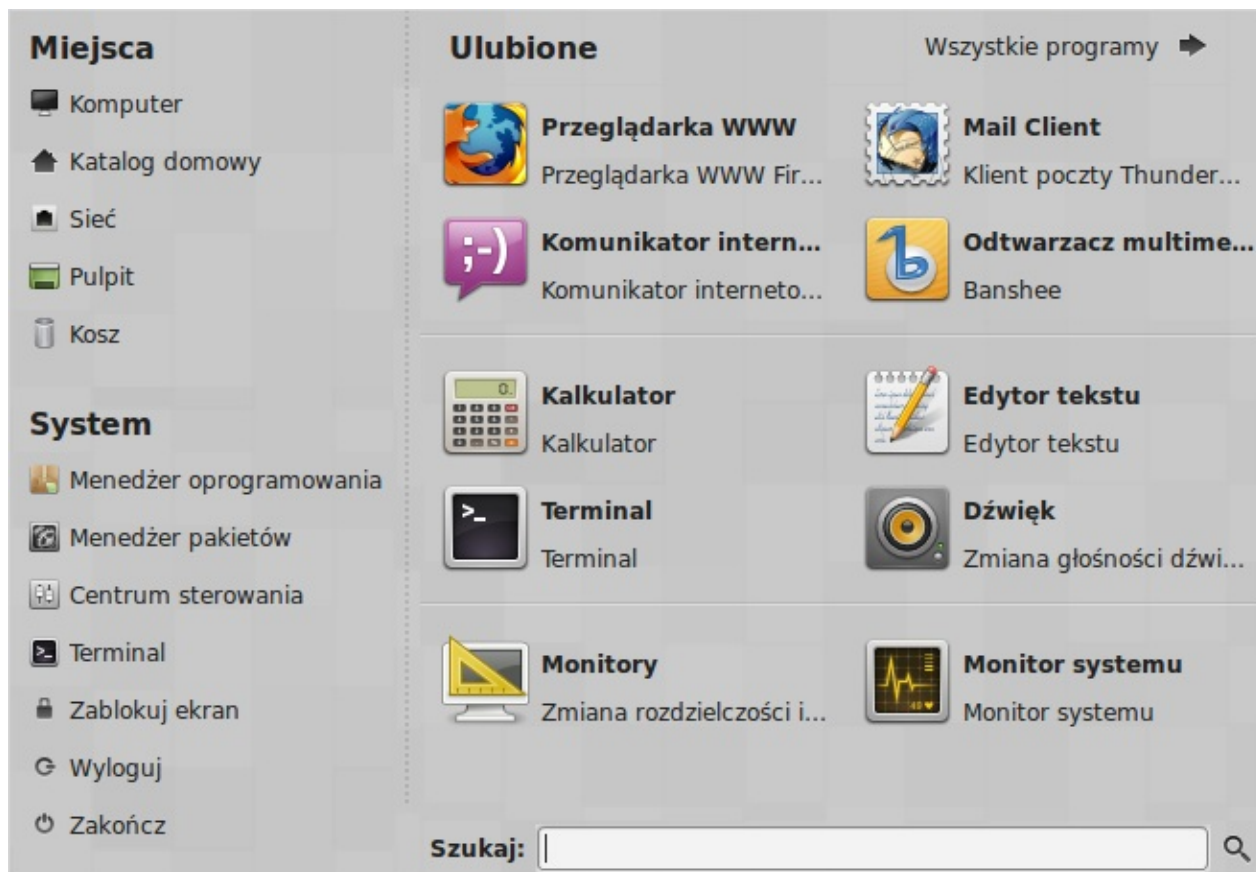 Miejsca
Komputer
Katalog domowy
Sieć
Pulpit
Kosz
System
Menedżer oprogramowania
Menedżer pakietów
Centrum sterowania
Terminal
Zablokuj ekran
Wyloguj
Zakończ
Ulubione
Wszystkie programy
Przeglądarka WWW
Przeglądarka WWW Fir...
Mail Client
Klient poczty Thunder...
;-)
Komunikator intern...
Komunikator interneto...
Odtwarzacz multime...
Banshee
0.
Kalkulator
Kalkulator
Edytor tekstu
Edytor tekstu
>_
Terminal
Terminal
Dźwięk
Zmiana głośności dźwi...
Monitory
Zmiana rozdzielczości i...
Monitor systemu
Monitor systemu
Szukaj: